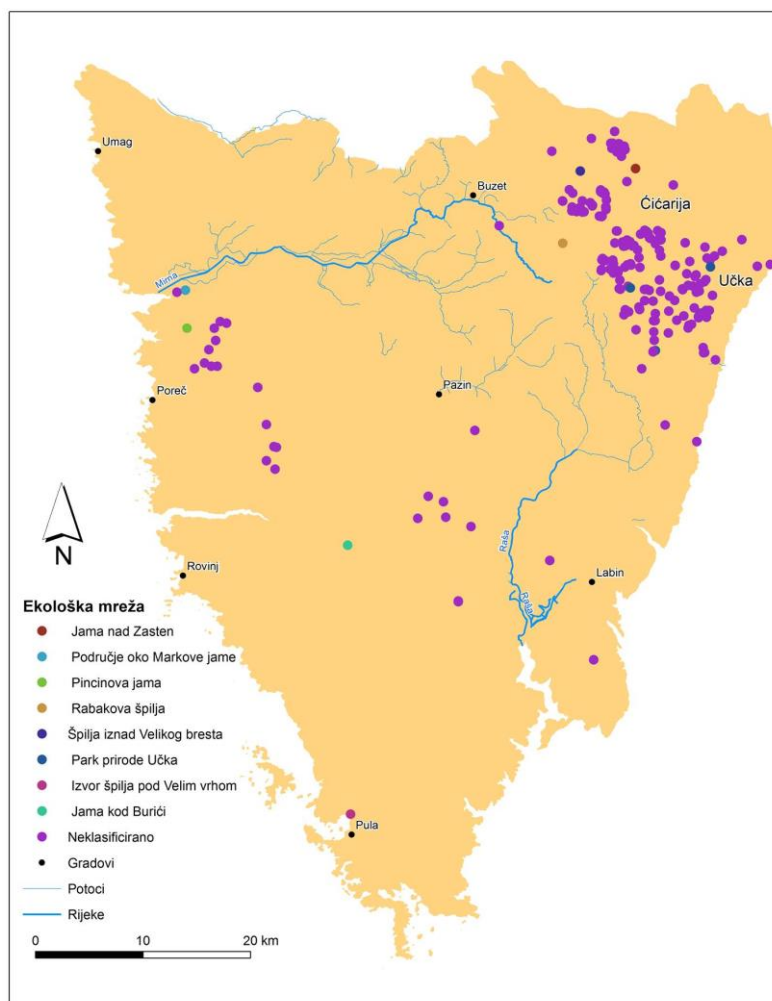 Umag
Buzet
Ćićarija
Učka
Mirna
Poreč
Pazin
N
Raša
Rovinj
Labin
Raša
Ekološka mreža
Jama nad Zasten
Područje oko Markove jame
Pincinova jama
Rabakova špilja
Špilja iznad Velikog bresta
Park prirode Učka
Izvor špilja pod Velim vrhom
Jama kod Burići
Neklasificirano
Gradovi
Potoci
Rijeke
Pula
0 10 20 km